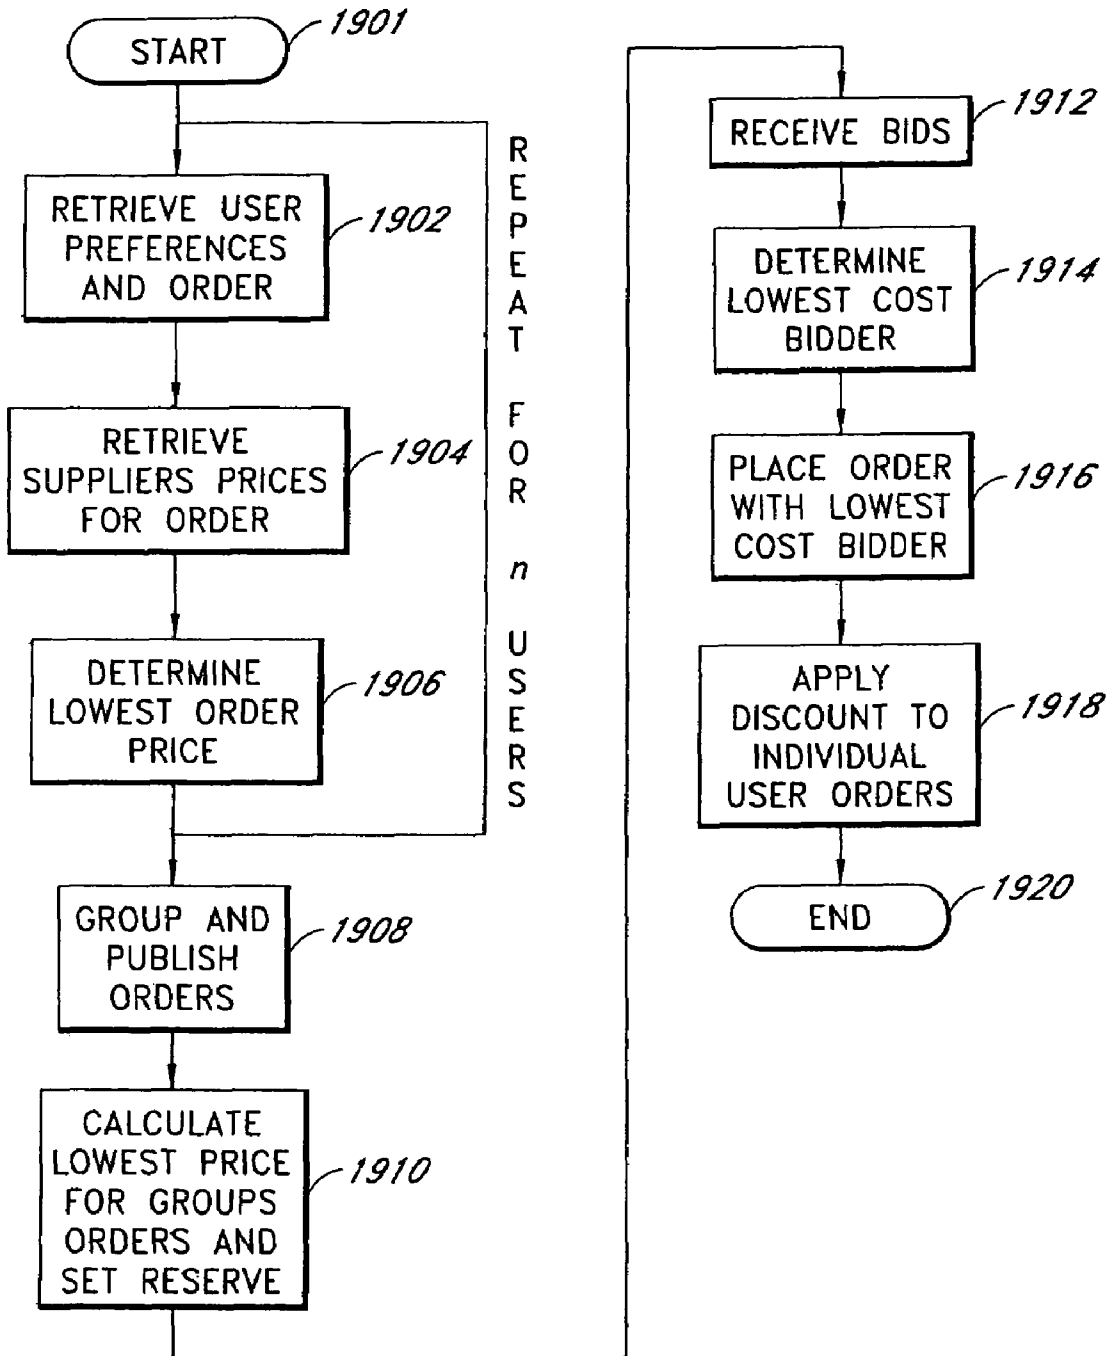 START
1901
RETRIEVE USER
PREFERENCES
AND ORDER
1902
RETRIEVE
SUPPLIERS PRICES
FOR ORDER
1904
DETERMINE
LOWEST ORDER
PRICE
1906
REPEAT FOR n USERS
GROUP AND
PUBLISH
ORDERS
1908
CALCULATE
LOWEST PRICE
FOR GROUPS
ORDERS AND
SET RESERVE
1910
RECEIVE BIDS
1912
DETERMINE
LOWEST COST
BIDDER
1914
PLACE ORDER
WITH LOWEST
COST BIDDER
1916
APPLY
DISCOUNT TO
INDIVIDUAL
USER ORDERS
1918
END
1920